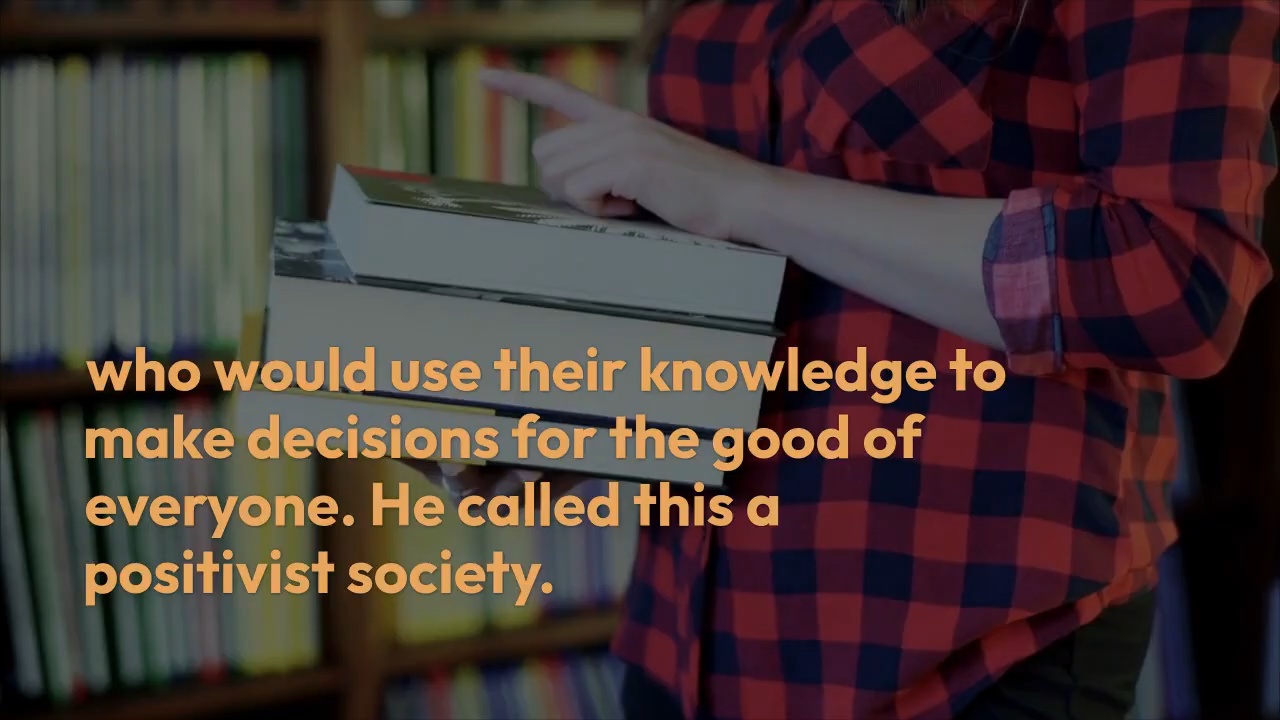 who would use their knowledge to
make decisions for the good of
everyone. He called this a
positivist society.